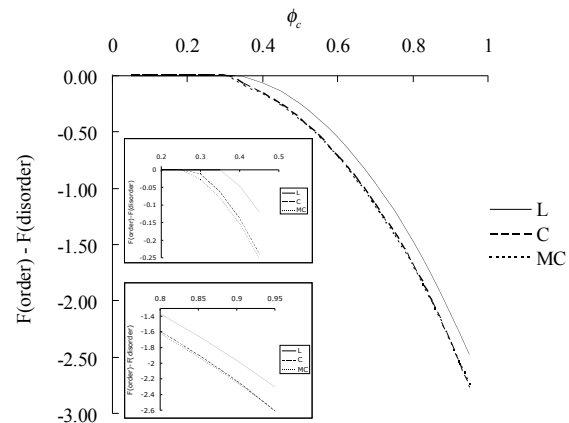 ϕc
0 0.2 0.4 0.6 0.8 1
0.00
-0.50
-1.00
-1.50
-2.00
-2.50
-3.00
F(order) - F(disorder)
L
C
MC
0.2 0.3 0.4 0.5
0
-0.05
-0.1
-0.15
-0.2
-0.25
F(order)-F(disorder)
L
C
MC
0.8 0.85 0.9 0.95
-1.4
-1.6
-1.8
-2
-2.2
-2.4
-2.6
F(order)-F(disorder)
L
C
MC